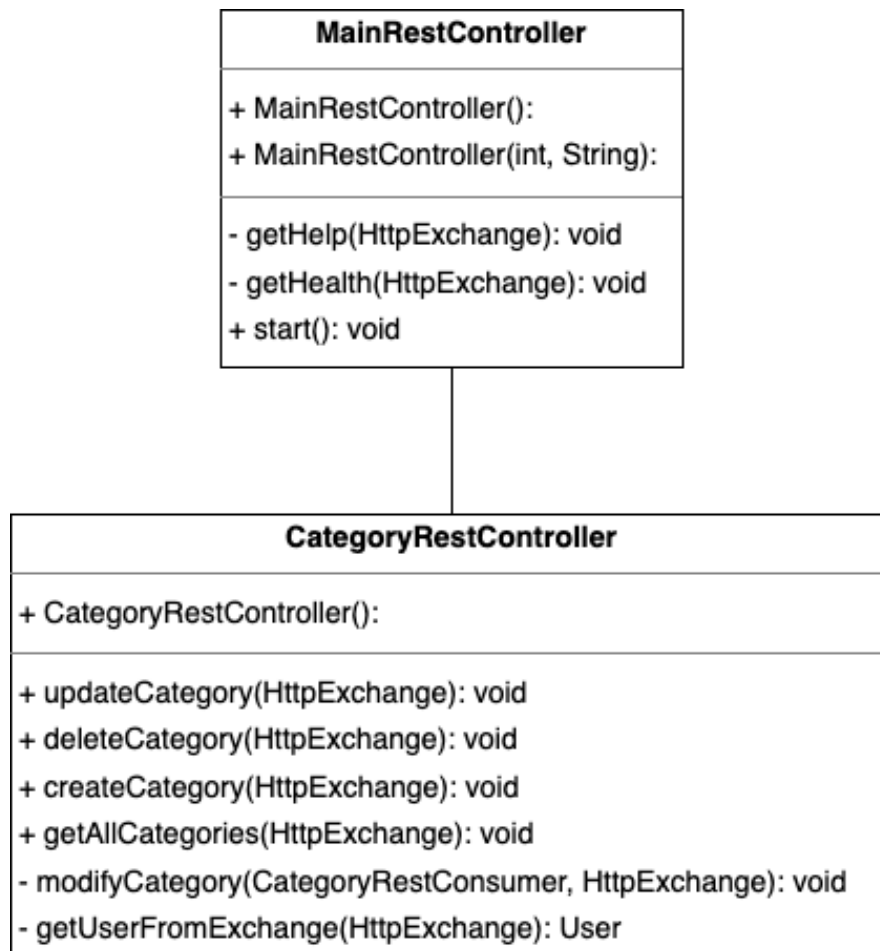 MainRestController
+ MainRestController():
+ MainRestController(int, String):
- getHelp(HttpExchange): void
- getHealth(HttpExchange): void
+ start(): void
CategoryRestController
+ CategoryRestController():
+ updateCategory(HttpExchange): void
+ deleteCategory(HttpExchange): void
+ createCategory(HttpExchange): void
+ getAllCategories(HttpExchange): void
- modifyCategory(CategoryRestConsumer, HttpExchange): void
- getUserFromExchange(HttpExchange): User